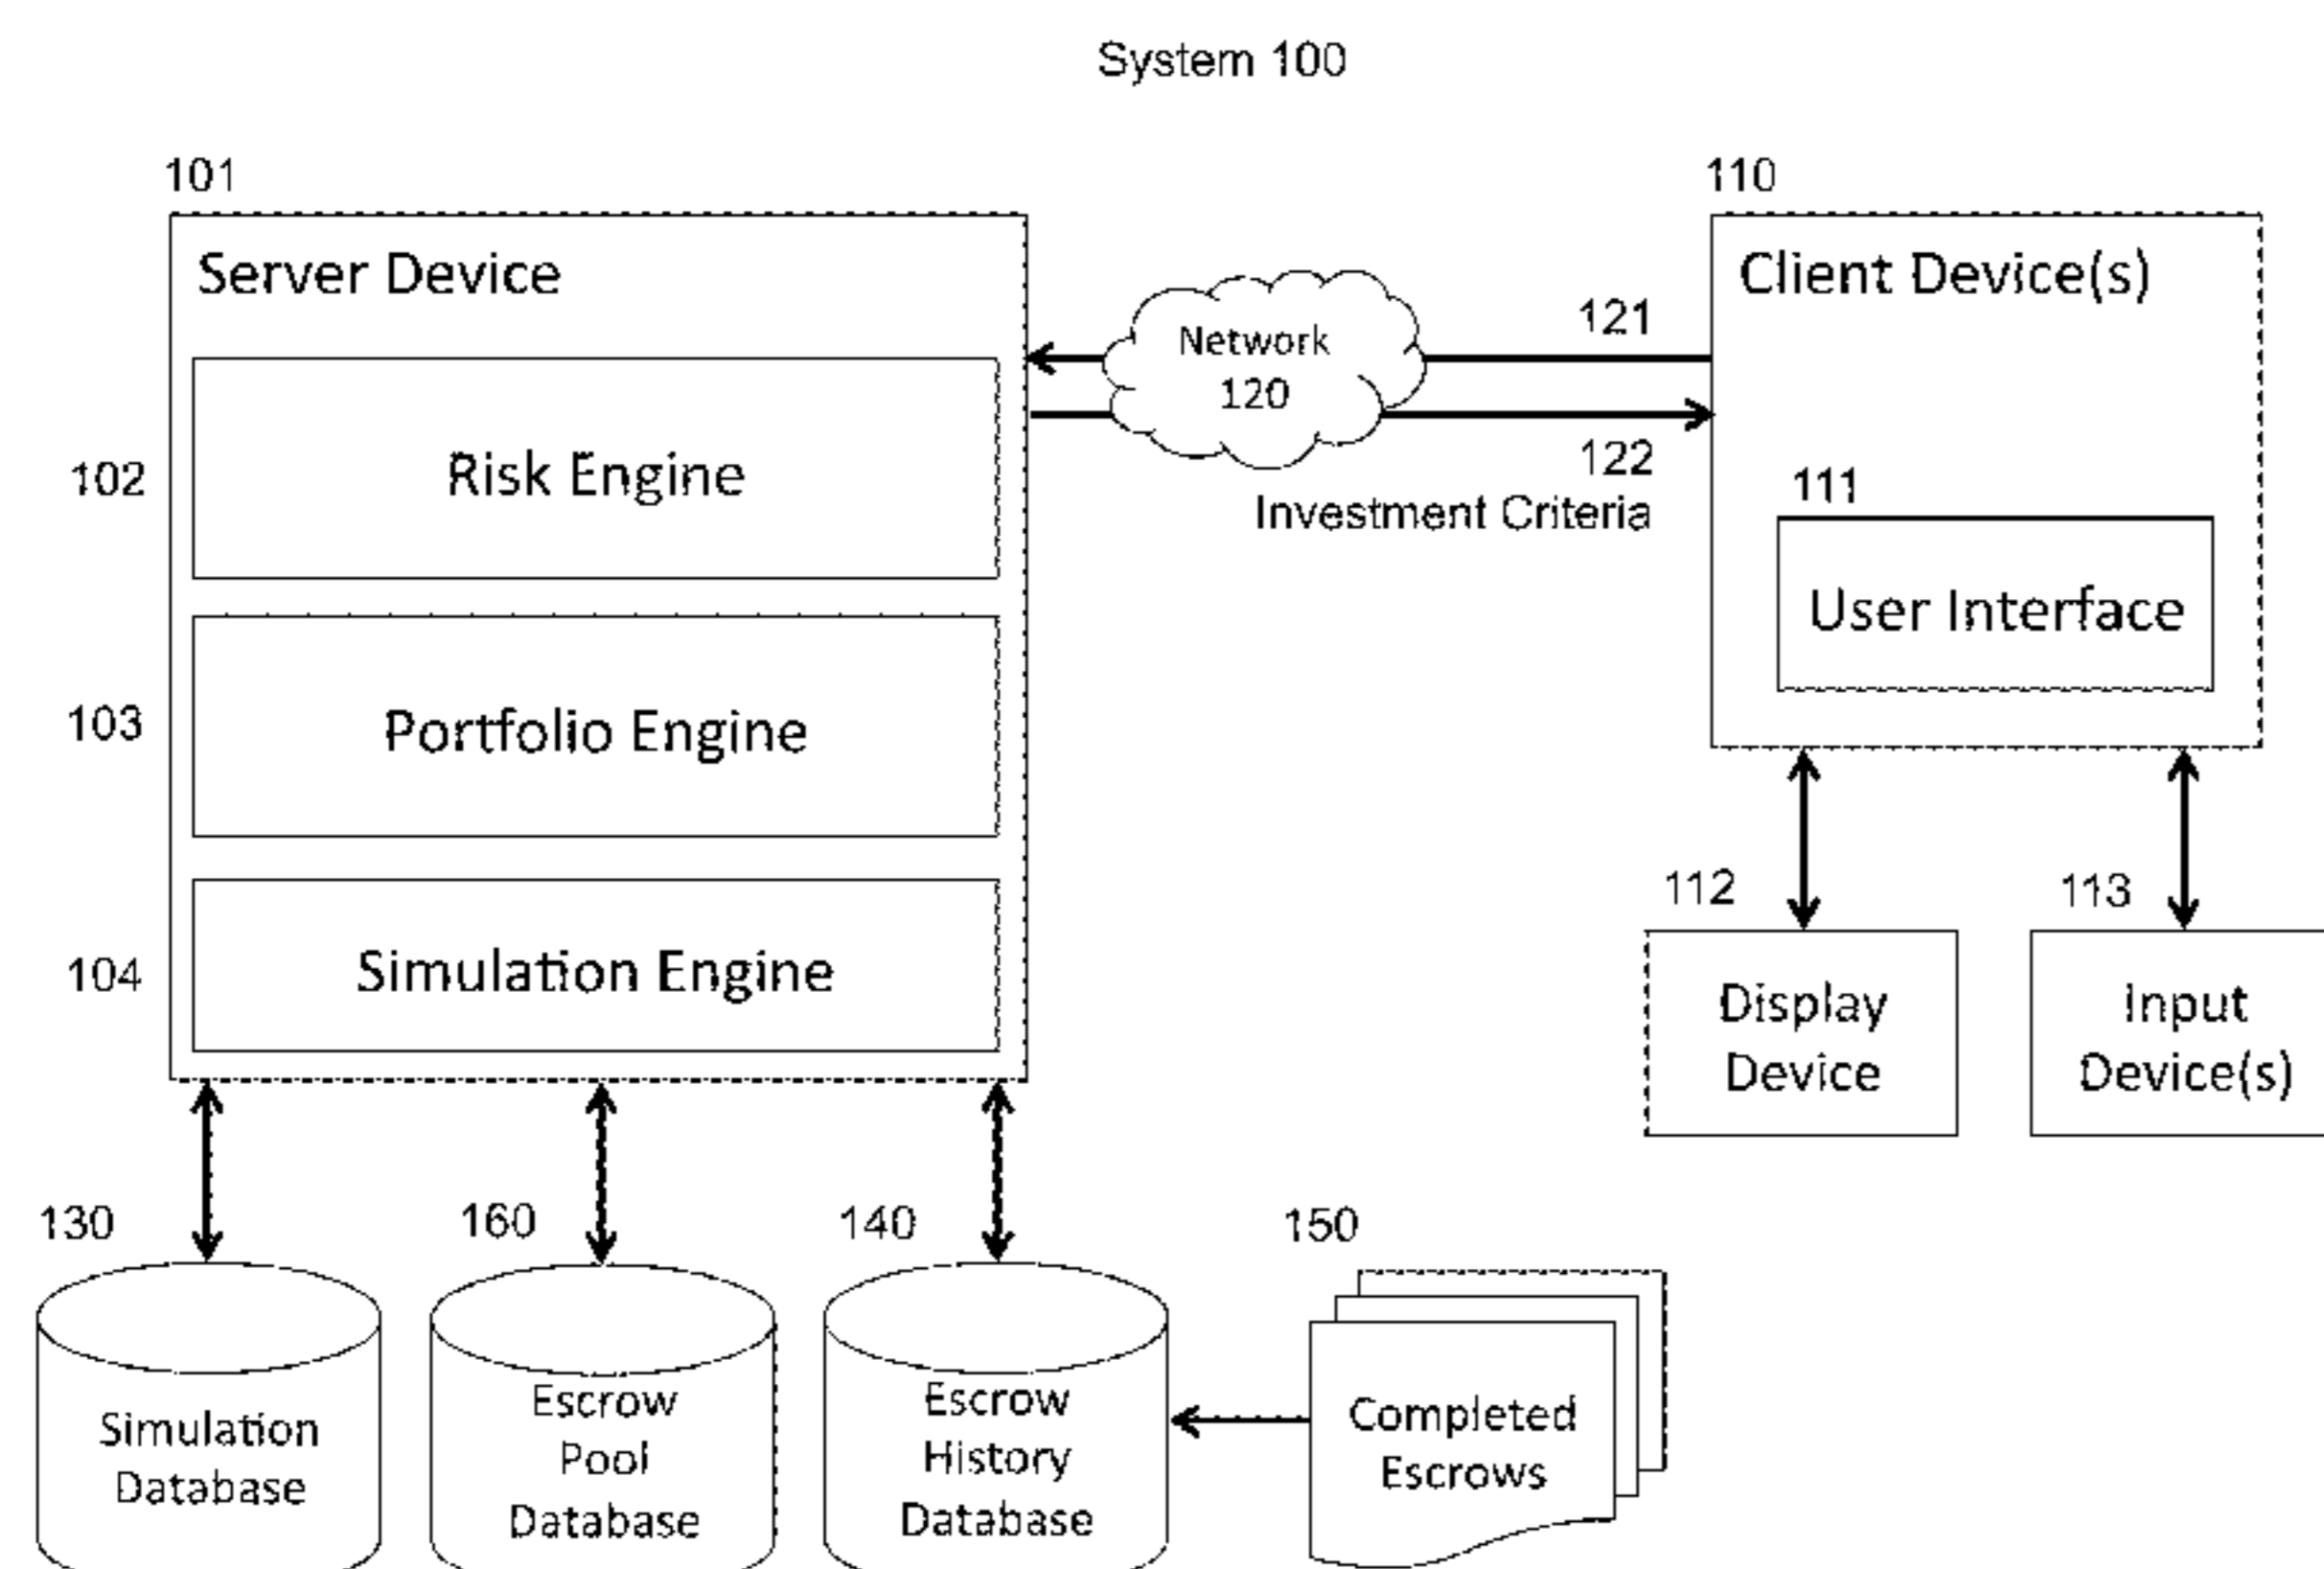 System 100
101
Server Device
102
Risk Engine
103
Portfolio Engine
104
Simulation Engine
Network
120
121
122
Investment Criteria
110
Client Device(s)
111
User Interface
112
Display
Device
113
Input
Device(s)
130
Simulation
Database
160
Escrow
Pool
Database
140
Escrow
History
Database
150
Completed
Escrows